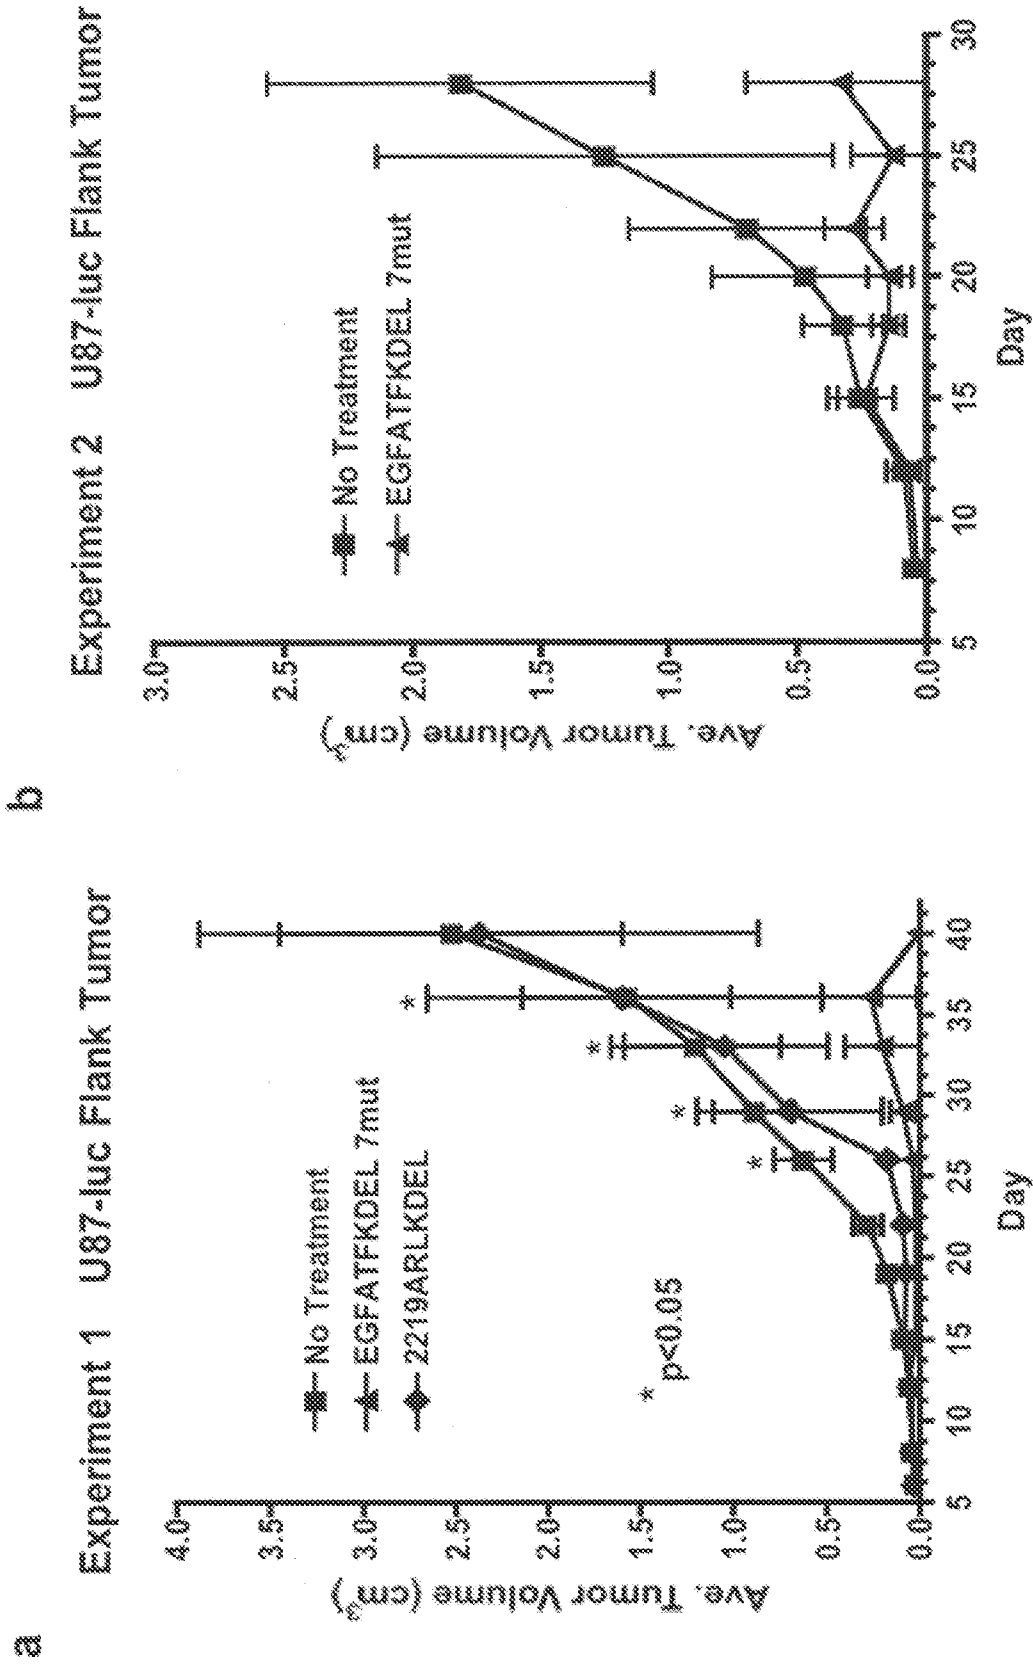 a
Experiment 1 U87-luc Flank Tumor
Ave. Tumor Volume (cm³)
4.0
3.5
3.0
2.5
2.0
1.5
1.0
0.5
0.0
No Treatment
EGFATFKDEL 7mut
2219ARLKDEL
* p<0.05
*
*
*
*
5 10 15 20 25 30 35 40
Day
b
Experiment 2 U87-luc Flank Tumor
Ave. Tumor Volume (cm³)
3.0
2.5
2.0
1.5
1.0
0.5
0.0
No Treatment
EGFATFKDEL 7mut
5 10 15 20 25 30
Day